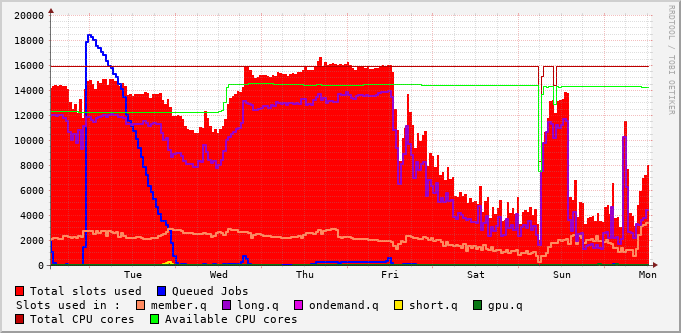 RRDTOOL / TOBI OETIKER
20000
18000
16000
14000
12000
10000
8000
6000
4000
2000
0
Tue Wed Thu Fri Sat Sun Mon
Total slots used Queued Jobs
Slots used in : member.q long.q ondemand.q short.q gpu.q
Total CPU cores Available CPU cores